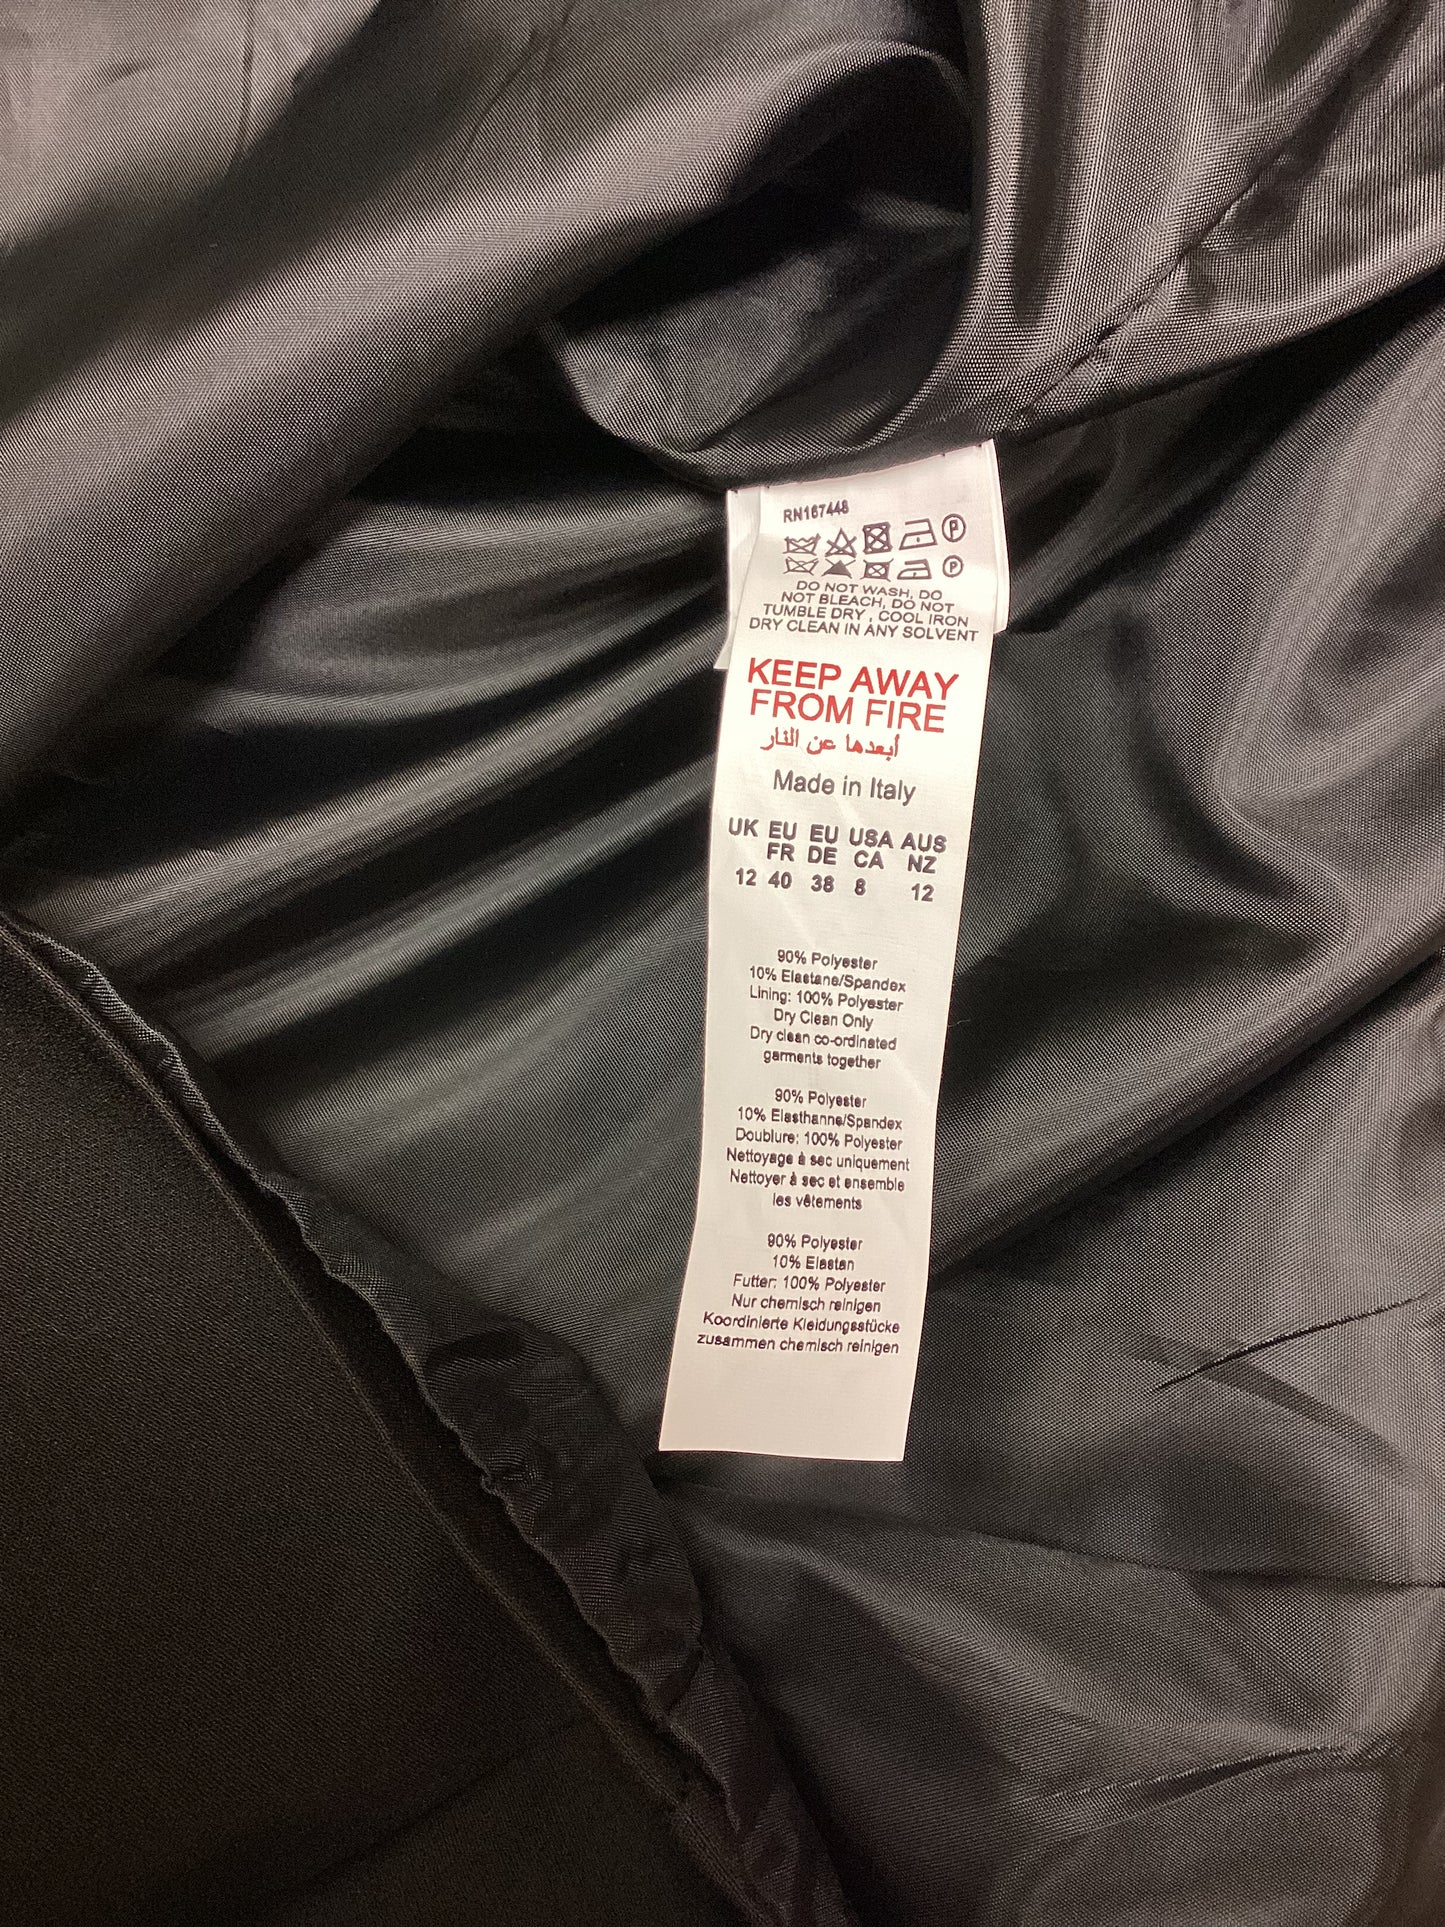 RN167448
DO NOT WASH, DO
NOT BLEACH, DO NOT
TUMBLE DRY , COOL IRON
DRY CLEAN IN ANY SOLVENT
KEEP AWAY
FROM FIRE
أبعدها عن النار
Made in Italy
UK EU EU USA AUS
FR DE CA NZ
12 40 38 8 12
90% Polyester
10% Elastane/Spandex
Lining: 100% Polyester
Dry Clean Only
Dry clean co-ordinated
garments together
90% Polyester
10% Elasthanne/Spandex
Doublure: 100% Polyester
Nettoyage à sec uniquement
Nettoyer à sec et ensemble
les vêtements
90% Polyester
10% Elastan
Futter: 100% Polyester
Nur chemisch reinigen
Koordinierte Kleidungsstücke
zusammen chemisch reinigen